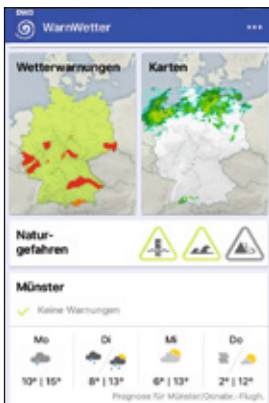 DWD
WarnWetter
Wetterwarnungen
Karten
Natur-
gefahren
Münster
Keine Warnungen
Mo Di Mi Do
10° | 15° 8° | 13° 6° | 13° 2° | 12°
Prognose für Münster/Osnabr.-Flugh.